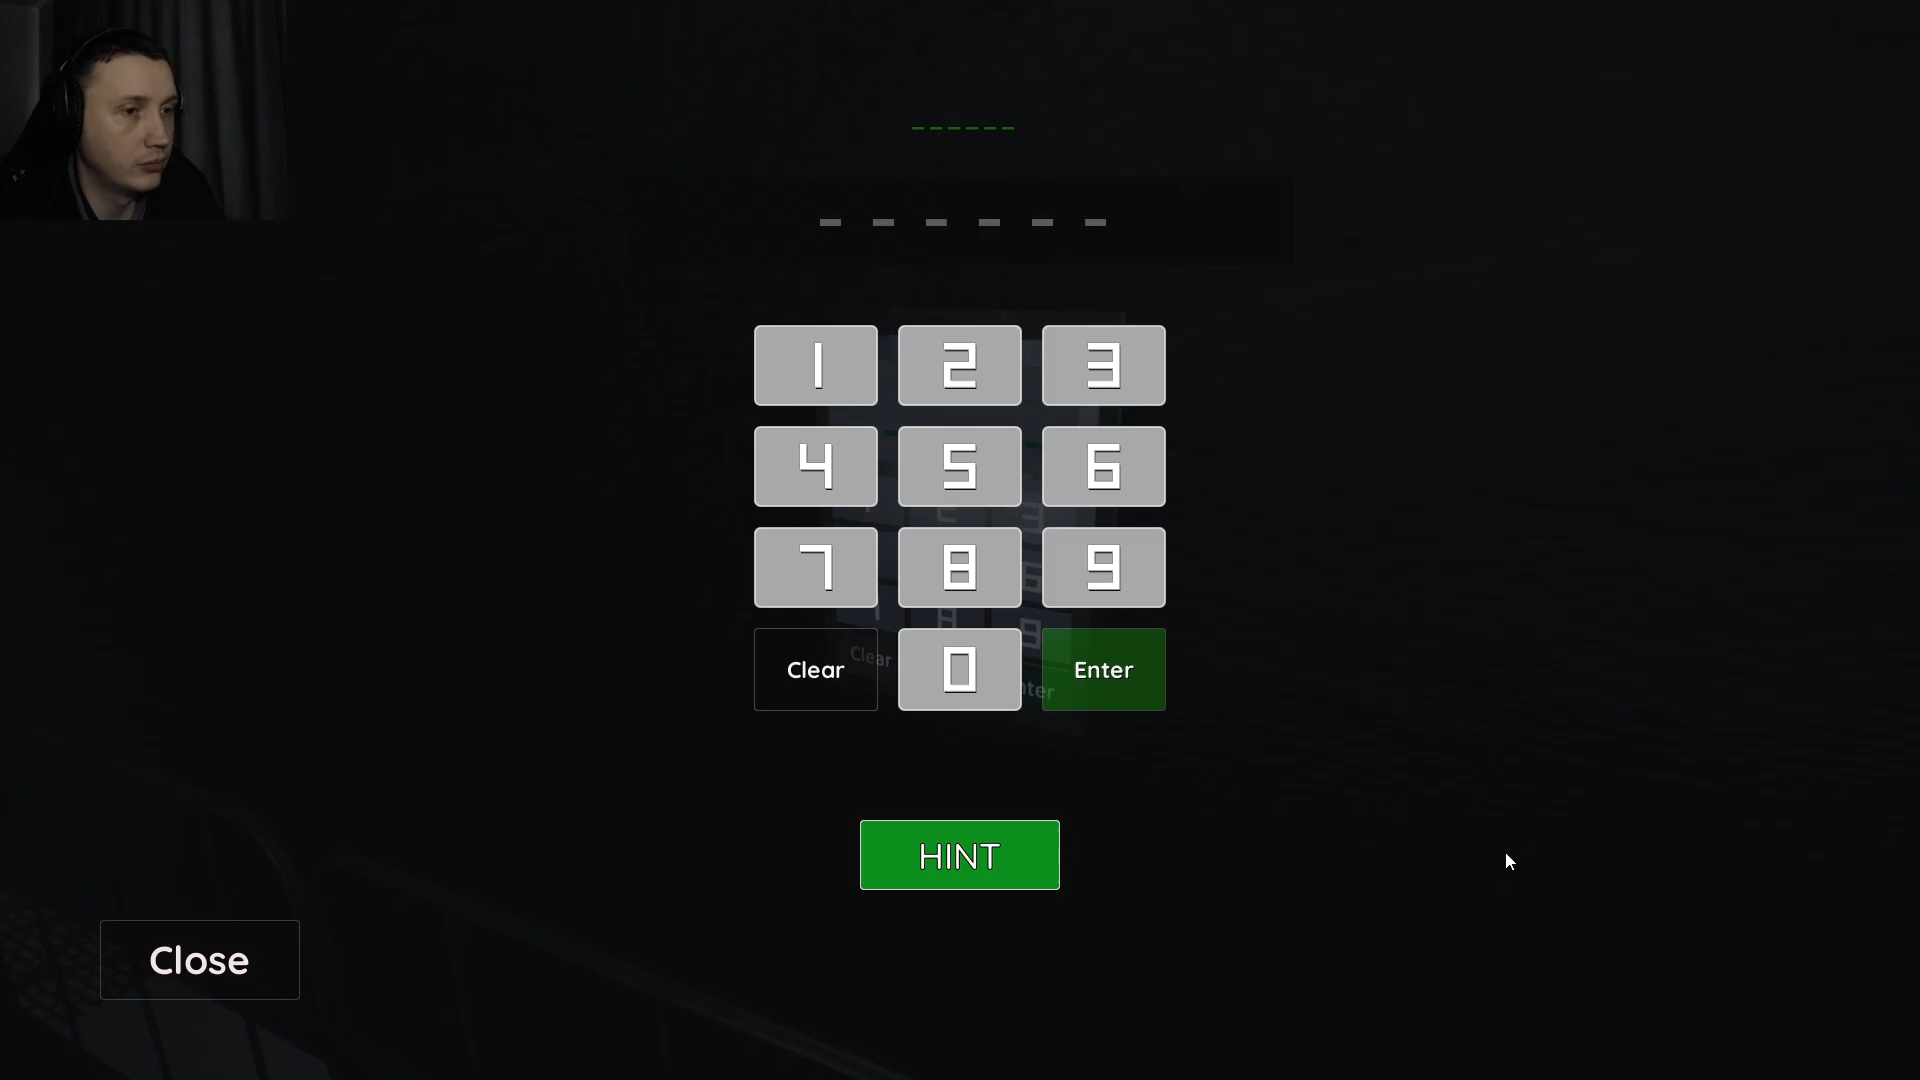 ------
- - - - - -
1 2 3
4 5 6
7 8 9
Clear 0 Enter
HINT
Close